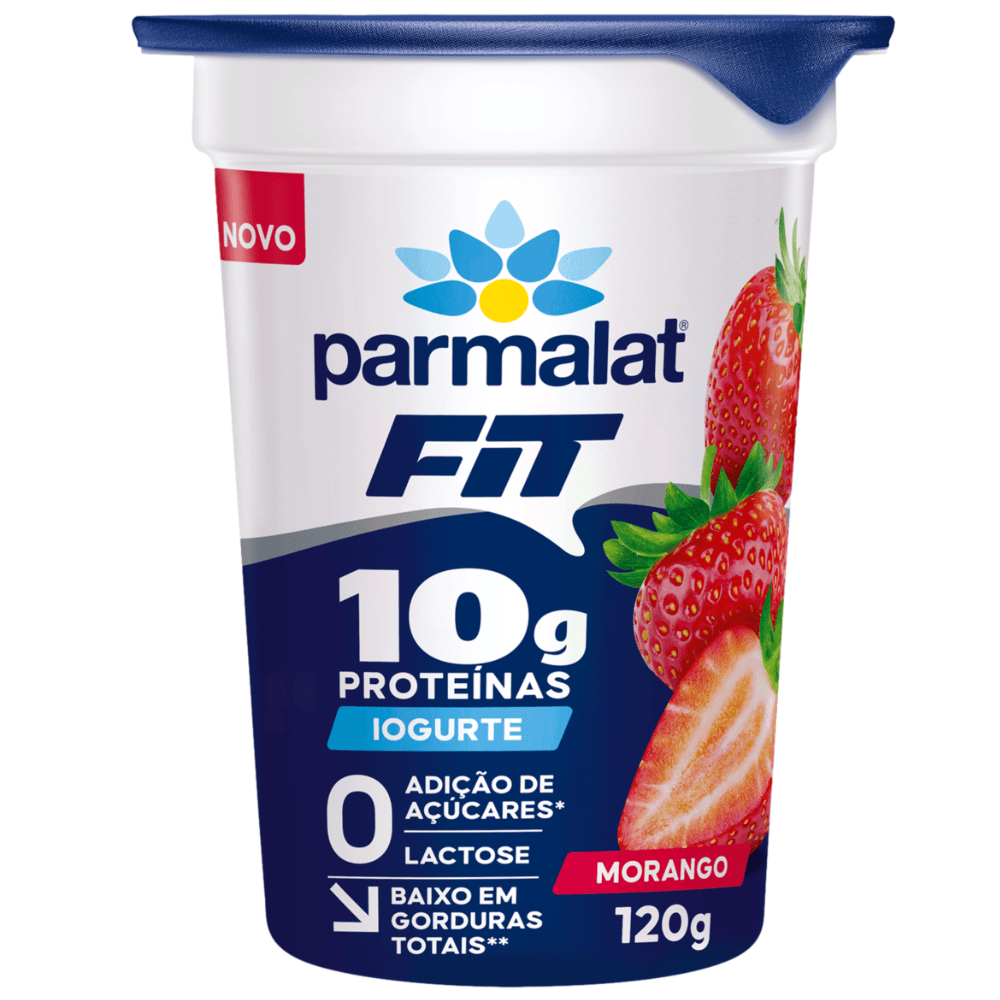 NOVO
parmalat®
FiT
10g
PROTEÍNAS
IOGURTE
0
ADIÇÃO DE
AÇÚCARES*
LACTOSE
BAIXO EM
GORDURAS
TOTAIS**
MORANGO
120g